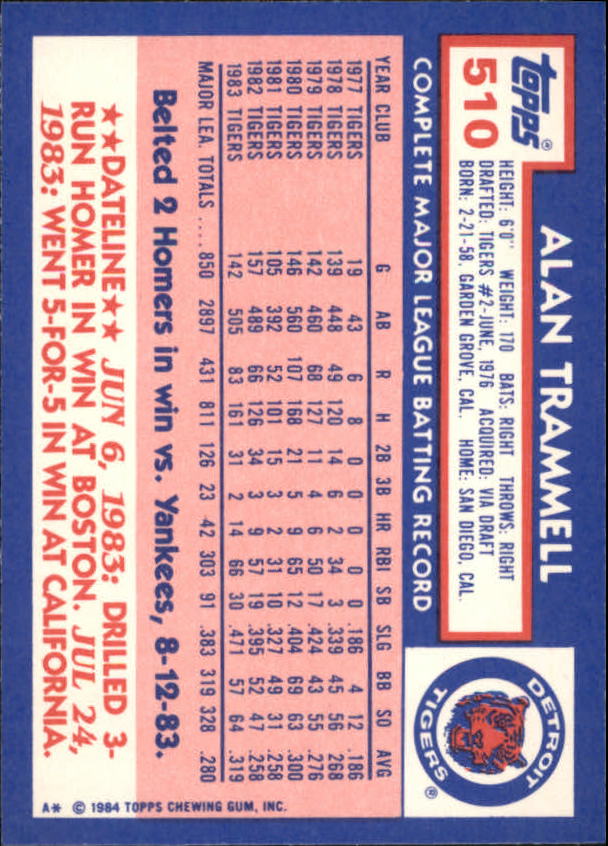 topps®
510
ALAN TRAMMELL
HEIGHT: 6'0" WEIGHT: 170 BATS: RIGHT THROWS: RIGHT
DRAFTED: TIGERS #2-JUNE, 1976 ACQUIRED: VIA DRAFT
BORN: 2-21-58, GARDEN GROVE, CAL. HOME: SAN DIEGO, CAL.
DETROIT
TIGERS®
COMPLETE MAJOR LEAGUE BATTING RECORD
YEAR CLUB G AB R H 2B 3B HR RBI SB SLG BB SO AVG
1977 TIGERS 19 43 6 8 0 0 0 0 0 .186 4 12 .186
1978 TIGERS 139 448 49 120 14 6 2 34 3 .339 45 56 .268
1979 TIGERS 142 460 68 127 11 4 6 50 17 .424 43 55 .276
1980 TIGERS 146 560 107 168 21 5 9 65 12 .404 69 63 .300
1981 TIGERS 105 392 52 101 15 3 2 31 10 .327 49 31 .258
1982 TIGERS 157 489 66 126 34 3 9 57 19 .395 52 47 .258
1983 TIGERS 142 505 83 161 31 2 14 66 30 .471 57 64 .319
MAJOR LEA. TOTALS .... 850 2897 431 811 126 23 42 303 91 .383 319 328 .280
Belted 2 Homers in win vs. Yankees, 8-12-83.
★★DATELINE★★ JUN 6, 1983: DRILLED 3-
RUN HOMER IN WIN AT BOSTON. JUL 24,
1983: WENT 5-FOR-5 IN WIN AT CALIFORNIA.
A* © 1984 TOPPS CHEWING GUM, INC.